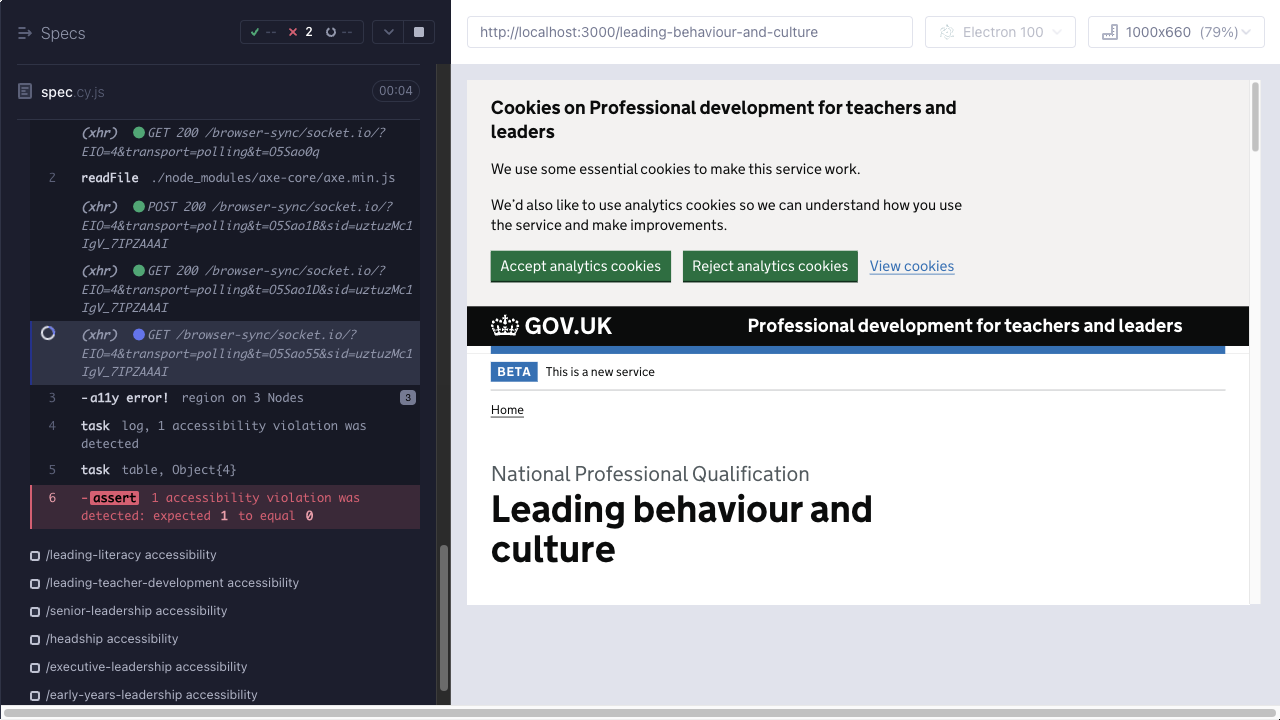 Specs
-- 2 --
spec.cy.js 00:04
(xhr) GET 200 /browser-sync/socket.io/?
EIO=4&transport=polling&t=O5Sao0q
2 readFile ./node_modules/axe-core/axe.min.js
(xhr) POST 200 /browser-sync/socket.io/?
EIO=4&transport=polling&t=O5Sao1B&sid=uztuzMc1
IgV_7IPZAAAI
(xhr) GET 200 /browser-sync/socket.io/?
EIO=4&transport=polling&t=O5Sao1D&sid=uztuzMc1
IgV_7IPZAAAI
(xhr) GET /browser-sync/socket.io/?
EIO=4&transport=polling&t=O5Sao55&sid=uztuzMc1
IgV_7IPZAAAI
3 -a11y error! region on 3 Nodes 3
4 task log, 1 accessibility violation was
detected
5 task table, Object{4}
6 -assert 1 accessibility violation was
detected: expected 1 to equal 0
/leading-literacy accessibility
/leading-teacher-development accessibility
/senior-leadership accessibility
/headship accessibility
/executive-leadership accessibility
/early-years-leadership accessibility
http://localhost:3000/leading-behaviour-and-culture
Electron 100
1000x660 (79%)
Cookies on Professional development for teachers and
leaders
We use some essential cookies to make this service work.
We'd also like to use analytics cookies so we can understand how you use
the service and make improvements.
Accept analytics cookies Reject analytics cookies View cookies
GOV.UK Professional development for teachers and leaders
BETA This is a new service
Home
National Professional Qualification
Leading behaviour and
culture